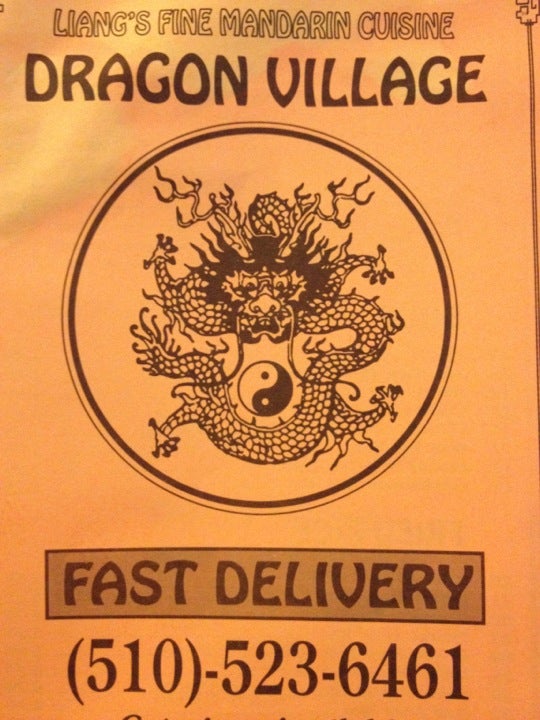 LIANG'S FINE MANDARIN CUISINE
DRAGON VILLAGE
FAST DELIVERY
(510)-523-6461